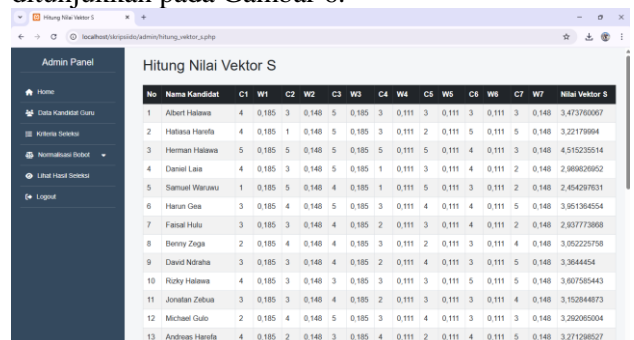 ditunjukkan pada Gambar 6.
Hitung Nilai Vektor S
localhost/skripsiido/admin/hitung_vektor_s.php
Admin Panel
Home
Data Kandidat Guru
Kriteria Seleksi
Normalisasi Bobot
Lihat Hasil Seleksi
Logout
Hitung Nilai Vektor S
No Nama Kandidat C1 W1 C2 W2 C3 W3 C4 W4 C5 W5 C6 W6 C7 W7 Nilai Vektor S
1 Albert Halawa 4 0,185 3 0,148 5 0,185 3 0,111 3 0,111 3 0,111 3 0,148 3,473760067
2 Hatiasa Harefa 4 0,185 1 0,148 5 0,185 3 0,111 2 0,111 5 0,111 5 0,148 3,22179994
3 Herman Halawa 5 0,185 5 0,148 5 0,185 5 0,111 5 0,111 4 0,111 3 0,148 4,515235514
4 Daniel Laia 4 0,185 3 0,148 5 0,185 1 0,111 3 0,111 4 0,111 2 0,148 2,989826952
5 Samuel Waruwu 1 0,185 5 0,148 4 0,185 1 0,111 5 0,111 3 0,111 2 0,148 2,454297631
6 Harun Gea 3 0,185 4 0,148 5 0,185 3 0,111 4 0,111 4 0,111 5 0,148 3,951364554
7 Faisal Hulu 3 0,185 3 0,148 4 0,185 2 0,111 3 0,111 4 0,111 2 0,148 2,937773868
8 Benny Zega 2 0,185 4 0,148 4 0,185 3 0,111 2 0,111 3 0,111 4 0,148 3,052225758
9 David Ndraha 3 0,185 3 0,148 4 0,185 2 0,111 4 0,111 3 0,111 5 0,148 3,3644454
10 Rizky Halawa 4 0,185 3 0,148 3 0,185 3 0,111 3 0,111 5 0,111 5 0,148 3,607585443
11 Jonatan Zebua 3 0,185 3 0,148 4 0,185 2 0,111 3 0,111 3 0,111 4 0,148 3,152844873
12 Michael Gulo 2 0,185 4 0,148 5 0,185 3 0,111 4 0,111 3 0,111 3 0,148 3,292065004
13 Andreas Harefa 4 0,185 2 0,148 3 0,185 4 0,111 2 0,111 4 0,111 5 0,148 3,271298527